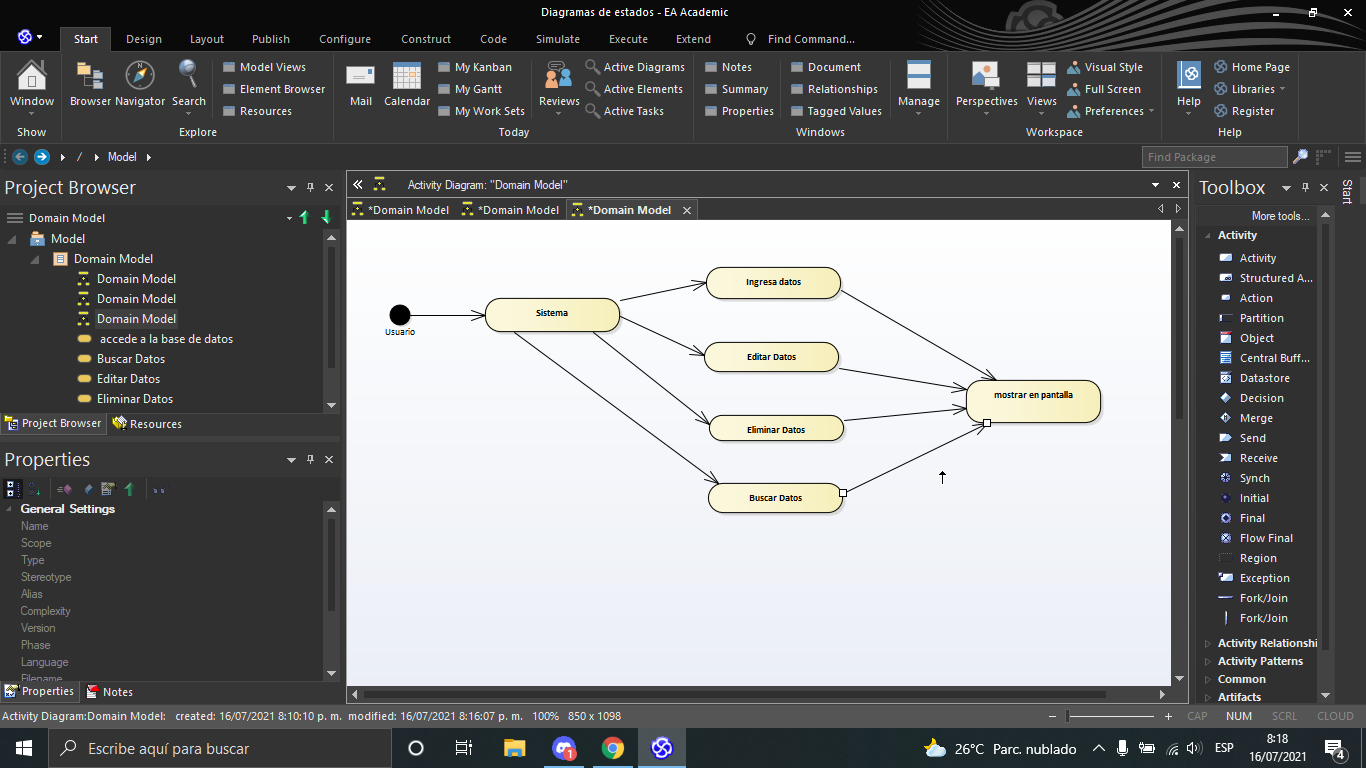 Diagramas de estados - EA Academic
Start Design Layout Publish Configure Construct Code Simulate Execute Extend Find Command...
Window
Show
Browser Navigator Search
Model Views
Element Browser
Resources
Explore
Mail Calendar
My Kanban
My Gantt
My Work Sets
Reviews
Active Diagrams
Active Elements
Active Tasks
Today
Notes
Summary
Properties
Document
Relationships
Tagged Values
Windows
Manage
Perspectives Views
Visual Style
Full Screen
Preferences
Workspace
Help
Home Page
Libraries
Register
Help
/ Model
Find Package
Project Browser
Domain Model
Model
Domain Model
Domain Model
Domain Model
Domain Model
accede a la base de datos
Buscar Datos
Editar Datos
Eliminar Datos
Project Browser Resources
Properties
General Settings
Name
Scope
Type
Stereotype
Alias
Complexity
Version
Phase
Language
Filename
Properties Notes
Activity Diagram: "Domain Model"
*Domain Model *Domain Model *Domain Model
Usuario
Sistema
Ingresa datos
Editar Datos
Eliminar Datos
Buscar Datos
mostrar en pantalla
Toolbox
Start
More tools...
Activity
Activity
Structured A...
Action
Partition
Object
Central Buff...
Datastore
Decision
Merge
Send
Receive
Synch
Initial
Final
Flow Final
Region
Exception
Fork/Join
Fork/Join
Activity Relationshi
Activity Patterns
Common
Artifacts
Activity Diagram:Domain Model: created: 16/07/2021 8:10:10 p. m. modified: 16/07/2021 8:16:07 p. m. 100% 850 x 1098
CAP NUM SCRL CLOUD
Escribe aquí para buscar
1
26°C Parc. nublado
ESP
8:18
16/07/2021
4